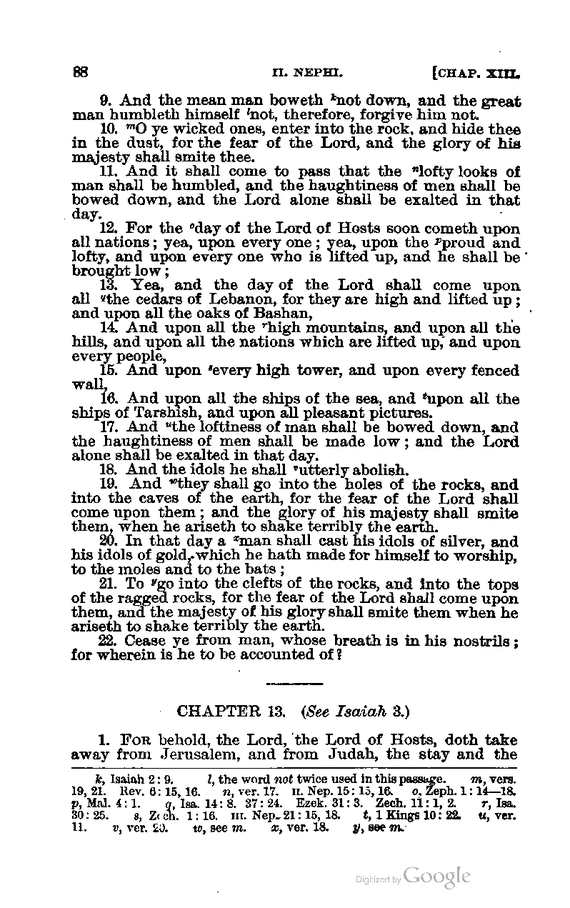 88 II. NEPHI. [CHAP. XIII.
9. And the mean man boweth ᵏnot down, and the great
man humbleth himself ˡnot, therefore, forgive him not.
10. ᵐO ye wicked ones, enter into the rock, and hide thee
in the dust, for the fear of the Lord, and the glory of his
majesty shall smite thee.
11. And it shall come to pass that the ⁿlofty looks of
man shall be humbled, and the haughtiness of men shall be
bowed down, and the Lord alone shall be exalted in that
day.
12. For the ᵒday of the Lord of Hosts soon cometh upon
all nations; yea, upon every one; yea, upon the ᵖproud and
lofty, and upon every one who is lifted up, and he shall be
brought low;
13. Yea, and the day of the Lord shall come upon
all qthe cedars of Lebanon, for they are high and lifted up;
and upon all the oaks of Bashan,
14. And upon all the ʳhigh mountains, and upon all the
hills, and upon all the nations which are lifted up, and upon
every people,
15. And upon ˢevery high tower, and upon every fenced
wall,
16. And upon all the ships of the sea, and ᵗupon all the
ships of Tarshish, and upon all pleasant pictures.
17. And ᵘthe loftiness of man shall be bowed down, and
the haughtiness of men shall be made low; and the Lord
alone shall be exalted in that day.
18. And the idols he shall ᵛutterly abolish.
19. And ʷthey shall go into the holes of the rocks, and
into the caves of the earth, for the fear of the Lord shall
come upon them; and the glory of his majesty shall smite
them, when he ariseth to shake terribly the earth.
20. In that day a ˣman shall cast his idols of silver, and
his idols of gold, which he hath made for himself to worship,
to the moles and to the bats;
21. To ʸgo into the clefts of the rocks, and into the tops
of the ragged rocks, for the fear of the Lord shall come upon
them, and the majesty of his glory shall smite them when he
ariseth to shake terribly the earth.
22. Cease ye from man, whose breath is in his nostrils;
for wherein is he to be accounted of?
CHAPTER 13. (See Isaiah 3.)
1. FOR behold, the Lord, the Lord of Hosts, doth take
away from Jerusalem, and from Judah, the stay and the
k, Isaiah 2: 9. l, the word not twice used in this passage. m, vers.
19, 21. Rev. 6: 15, 16. n, ver. 17. II. Nep. 15: 15, 16. o, Zeph. 1: 14—18.
p, Mal. 4: 1. q, Isa. 14: 8. 37: 24. Ezek. 31: 3. Zech. 11: 1, 2. r, Isa.
30: 25. s, Zech. 1: 16. III. Nep. 21: 15, 18. t, 1 Kings 10: 22. u, ver.
11. v, ver. 20. w, see m. x, ver. 18. y, see m.
Digitized by Google